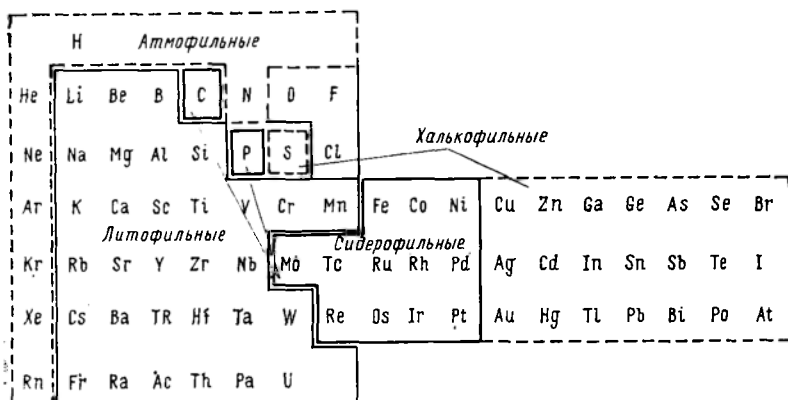 H Атмофильные
He Li Be B C N O F
Халькофильные
Ne Na Mg Al Si P S Cl
Ar K Ca Sc Ti V Cr Mn Fe Co Ni Cu Zn Ga Ge As Se Br
Литофильные Сидерофильные
Kr Rb Sr Y Zr Nb Mo Tc Ru Rh Pd Ag Cd In Sn Sb Te I
Xe Cs Ba TR Hf Ta W Re Os Ir Pt Au Hg Tl Pb Bi Po At
Rn Fr Ra Ac Th Pa U